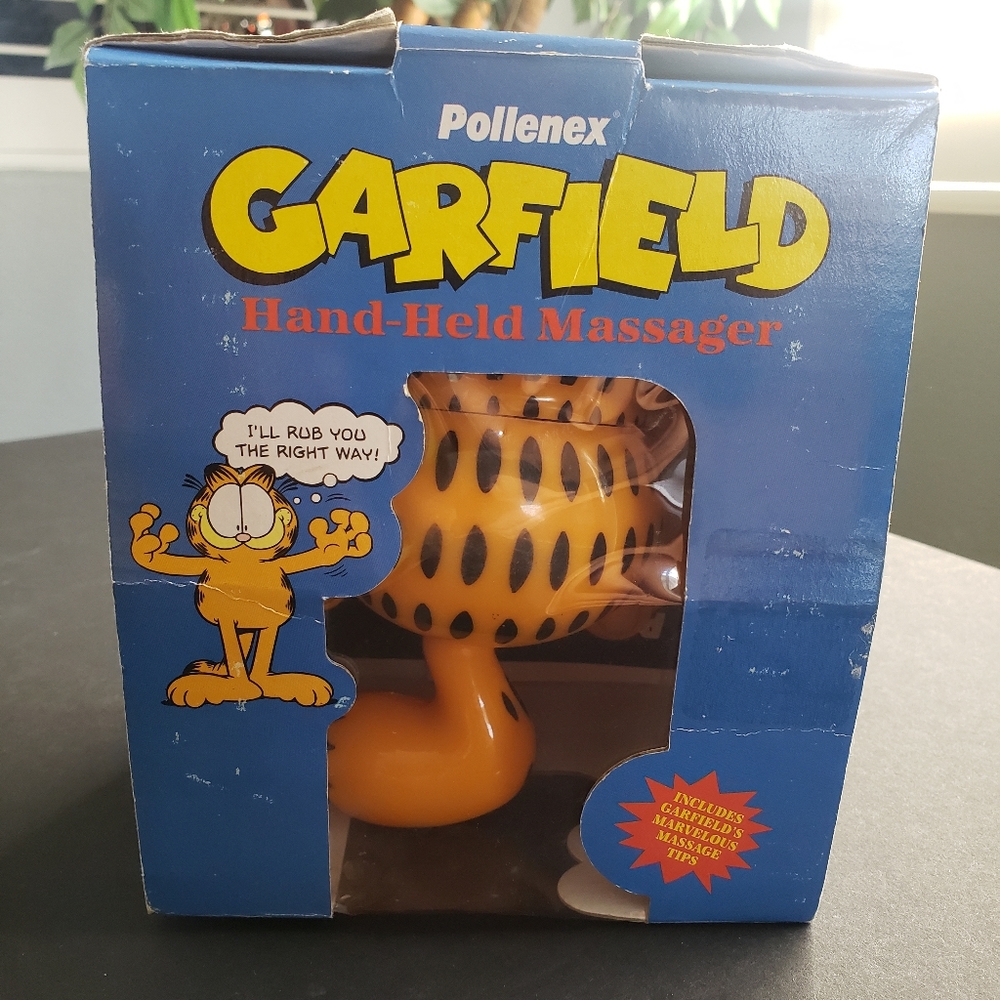 Pollenex®
GARFIELD
Hand-Held Massager
I'LL RUB YOU
THE RIGHT WAY!
INCLUDES
GARFIELD'S
MARVELOUS
MASSAGE
TIPS